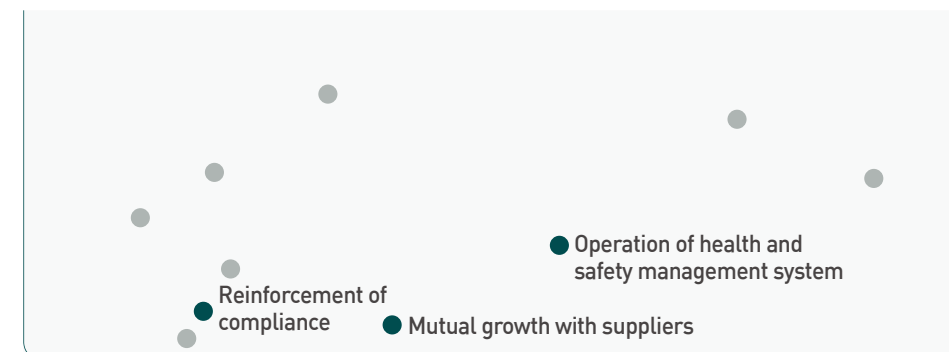 Operation of health and
safety management system
Reinforcement of
compliance
Mutual growth with suppliers